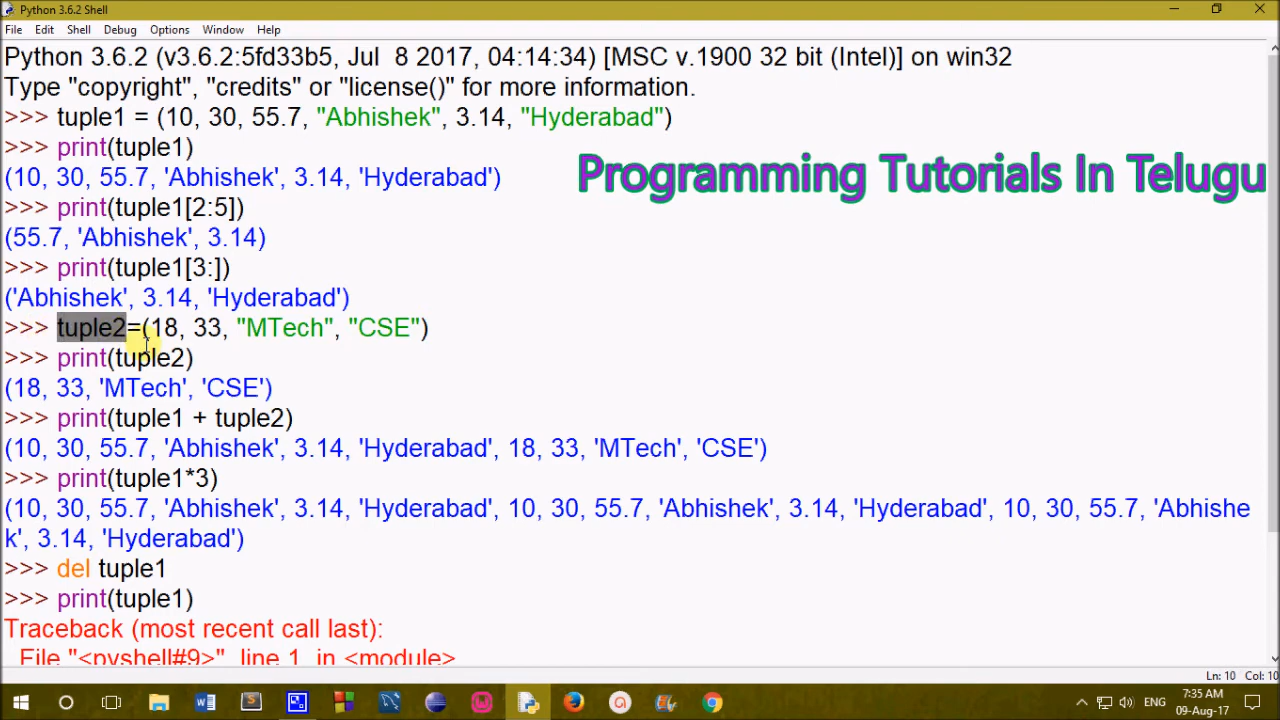 Python 3.6.2 Shell
File Edit Shell Debug Options Window Help
Python 3.6.2 (v3.6.2:5fd33b5, Jul  8 2017, 04:14:34) [MSC v.1900 32 bit (Intel)] on win32
Type "copyright", "credits" or "license()" for more information.
>>> tuple1 = (10, 30, 55.7, "Abhishek", 3.14, "Hyderabad")
>>> print(tuple1)
(10, 30, 55.7, 'Abhishek', 3.14, 'Hyderabad')
Programming Tutorials In Telugu
>>> print(tuple1[2:5])
(55.7, 'Abhishek', 3.14)
>>> print(tuple1[3:])
('Abhishek', 3.14, 'Hyderabad')
>>> tuple2=(18, 33, "MTech", "CSE")
>>> print(tuple2)
(18, 33, 'MTech', 'CSE')
>>> print(tuple1 + tuple2)
(10, 30, 55.7, 'Abhishek', 3.14, 'Hyderabad', 18, 33, 'MTech', 'CSE')
>>> print(tuple1*3)
(10, 30, 55.7, 'Abhishek', 3.14, 'Hyderabad', 10, 30, 55.7, 'Abhishek', 3.14, 'Hyderabad', 10, 30, 55.7, 'Abhishe
k', 3.14, 'Hyderabad')
>>> del tuple1
>>> print(tuple1)
Traceback (most recent call last):
File "<pyshell#9>", line 1, in <module>
Ln: 10 Col: 10
7:35 AM
ENG
09-Aug-17